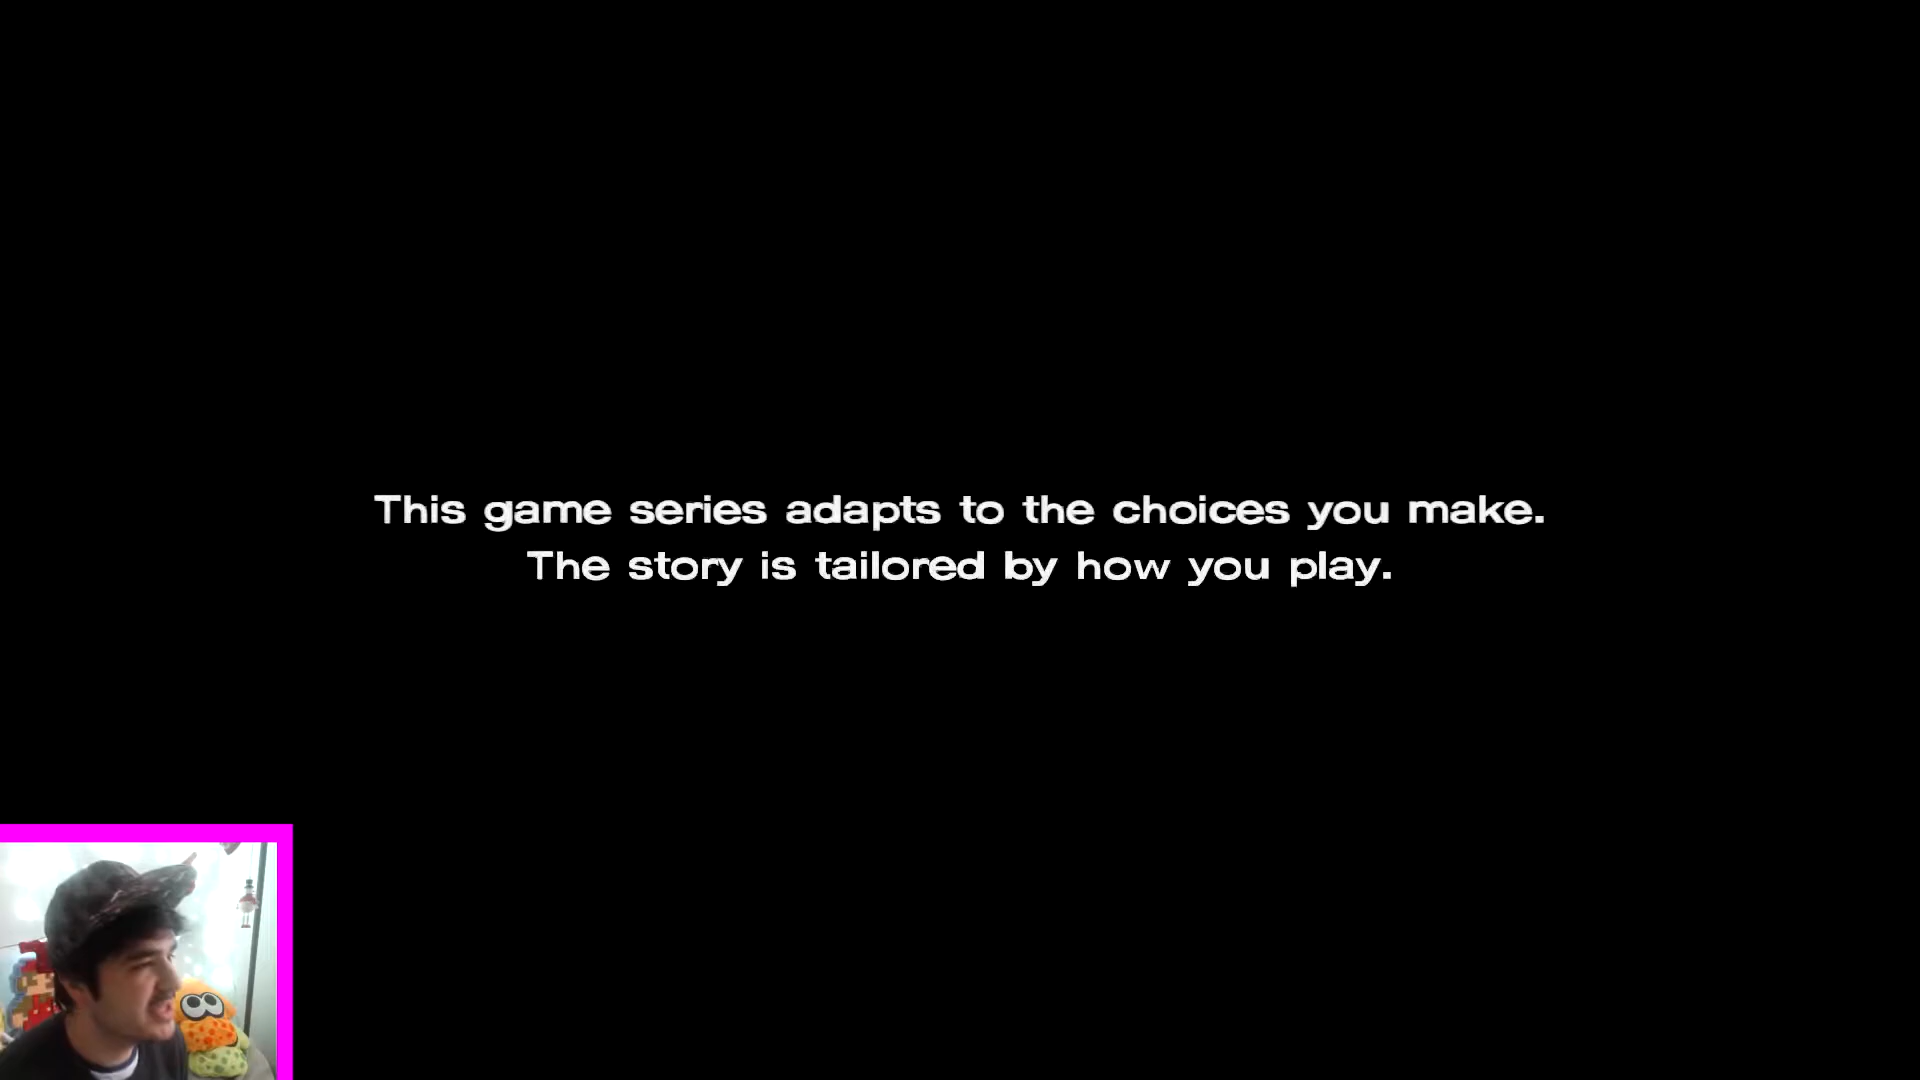 This game series adapts to the choices you make.
The story is tailored by how you play.